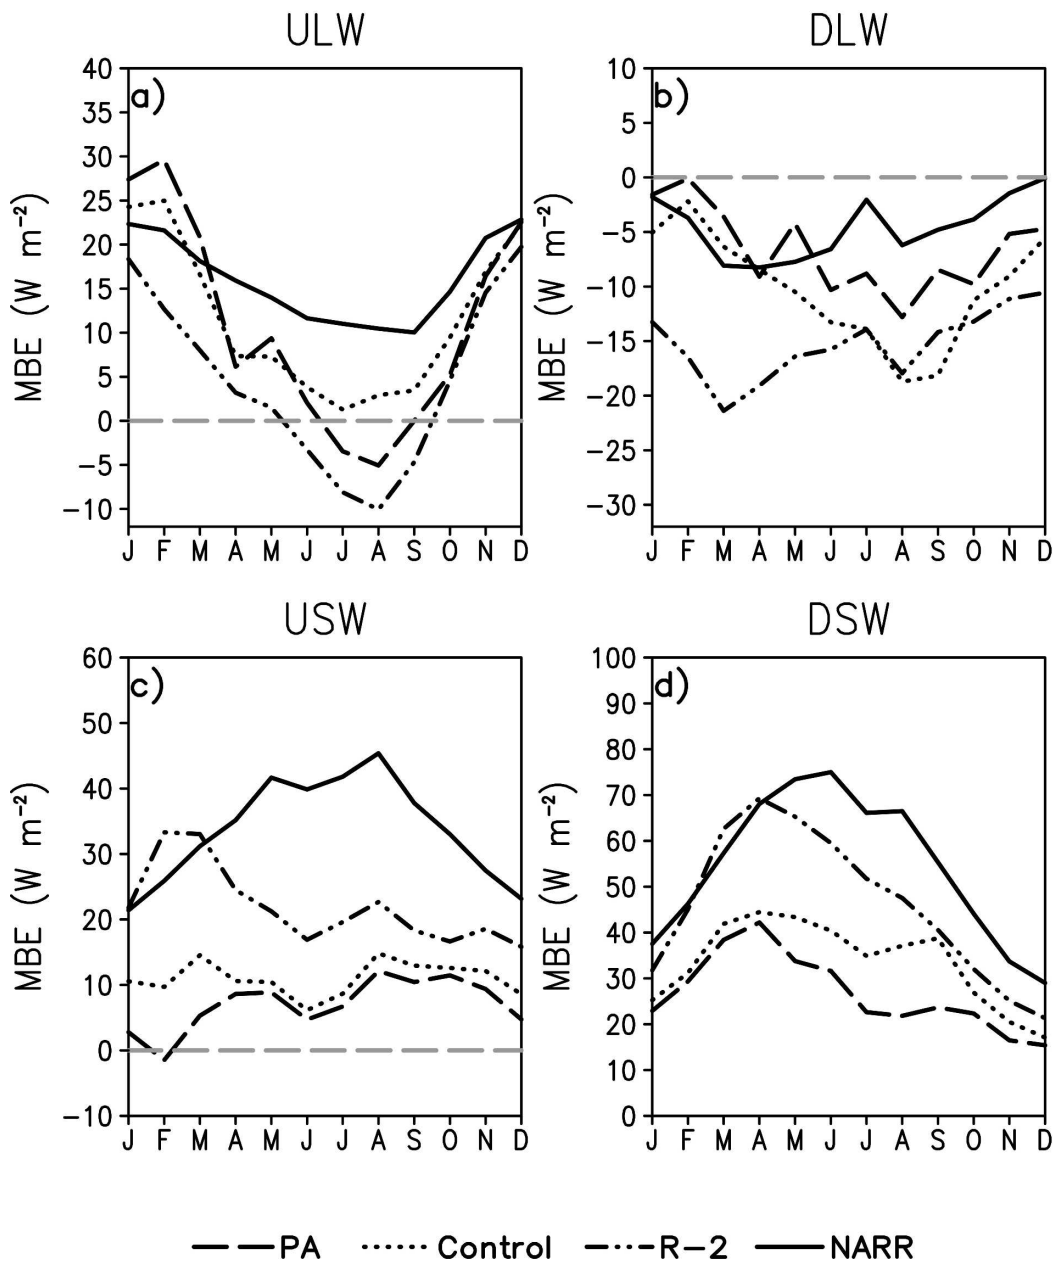 ULW
a)
MBE (W m⁻²)
40
35
30
25
20
15
10
5
0
−5
−10
J F M A M J J A S O N D
DLW
b)
MBE (W m⁻²)
10
5
0
−5
−10
−15
−20
−25
−30
J F M A M J J A S O N D
USW
c)
MBE (W m⁻²)
60
50
40
30
20
10
0
−10
J F M A M J J A S O N D
DSW
d)
MBE (W m⁻²)
100
90
80
70
60
50
40
30
20
10
0
J F M A M J J A S O N D
PA Control R−2 NARR